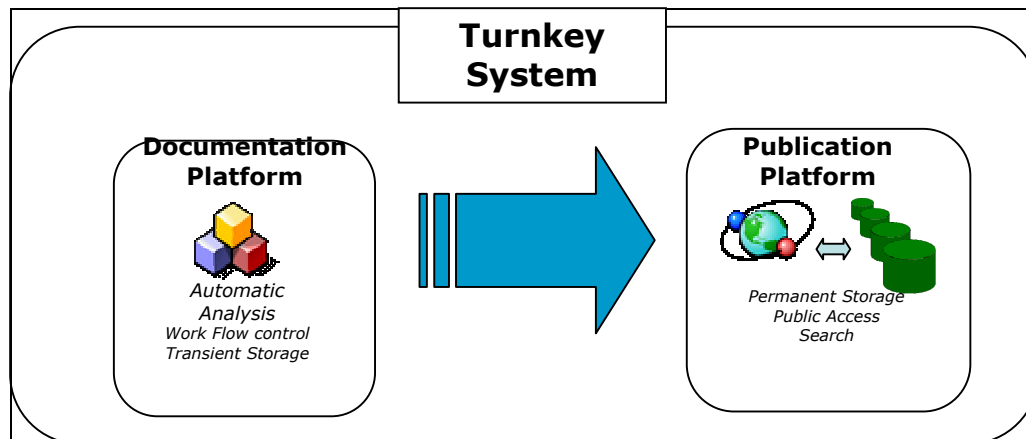 Turnkey
System
Documentation
Platform
Automatic
Analysis
Work Flow control
Transient Storage
Publication
Platform
Permanent Storage
Public Access
Search